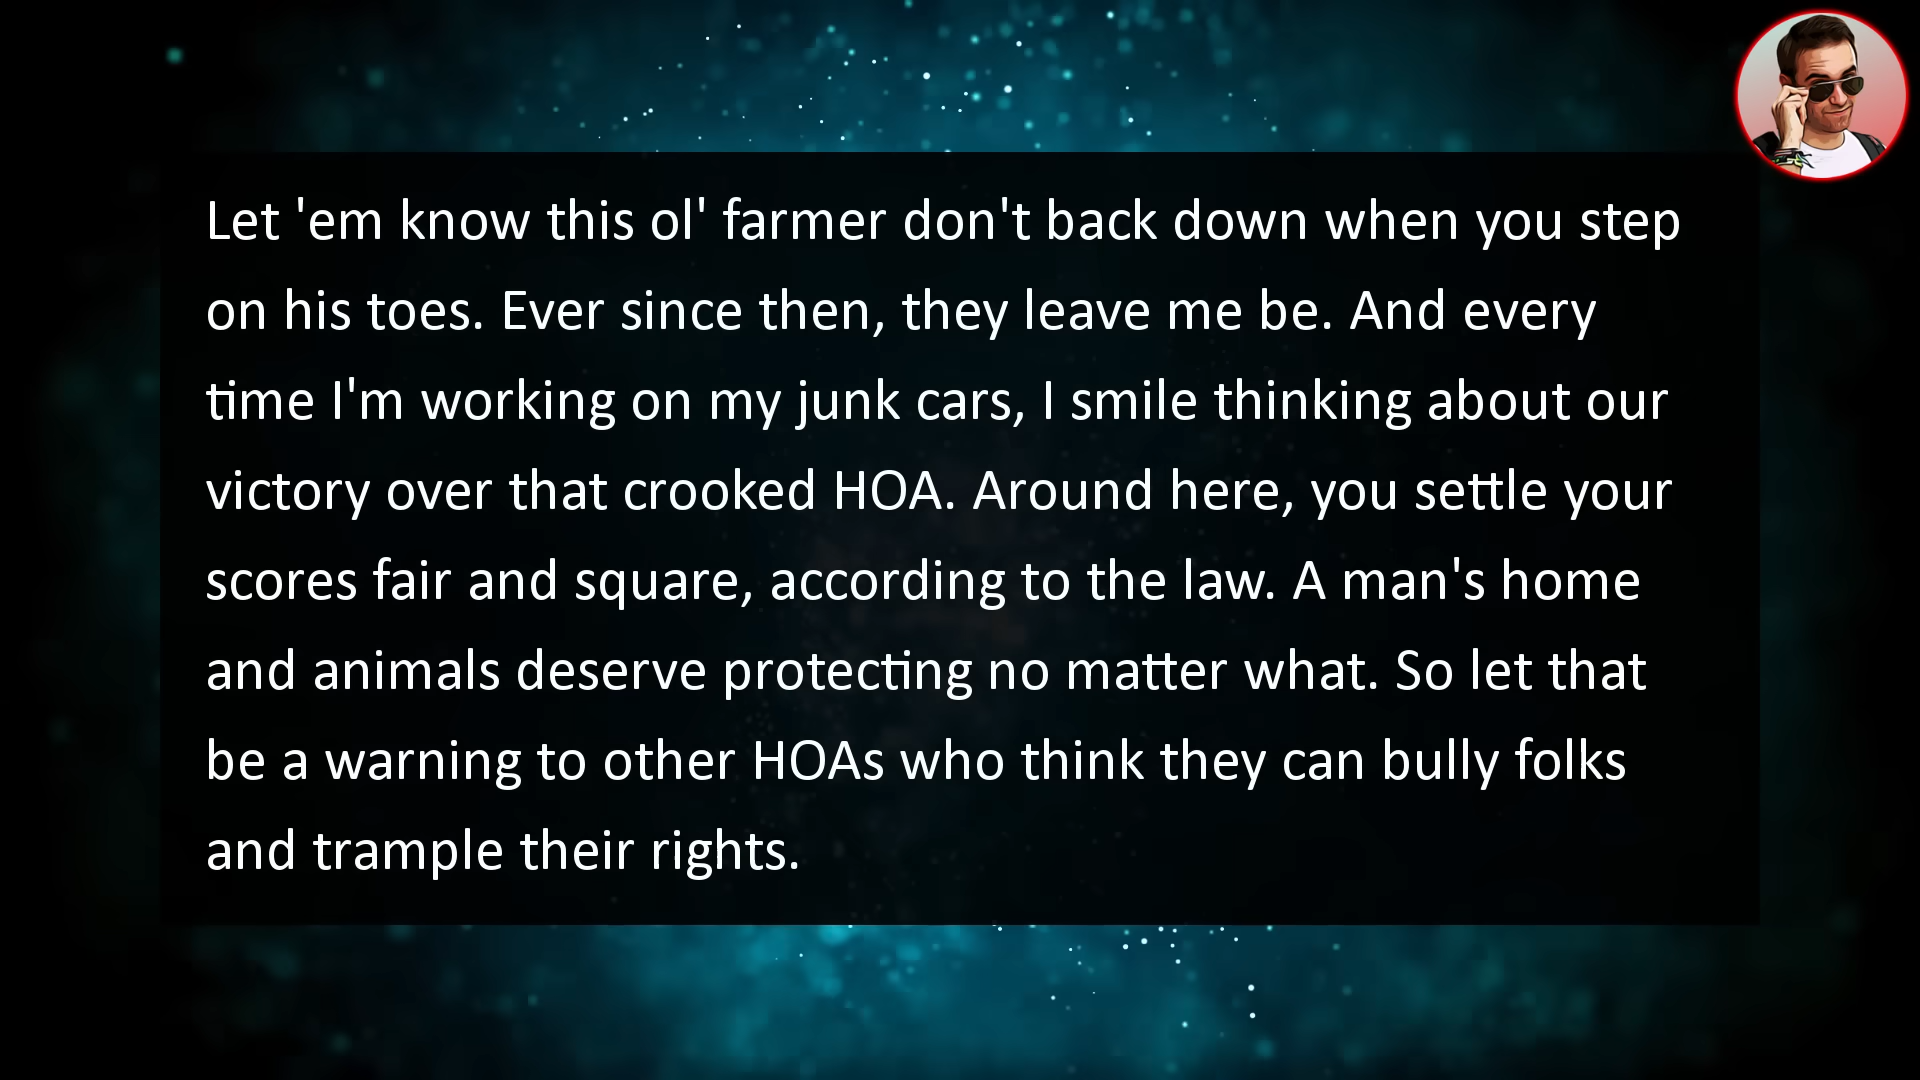 Let 'em know this ol' farmer don't back down when you step
on his toes. Ever since then, they leave me be. And every
time I'm working on my junk cars, I smile thinking about our
victory over that crooked HOA. Around here, you settle your
scores fair and square, according to the law. A man's home
and animals deserve protecting no matter what. So let that
be a warning to other HOAs who think they can bully folks
and trample their rights.